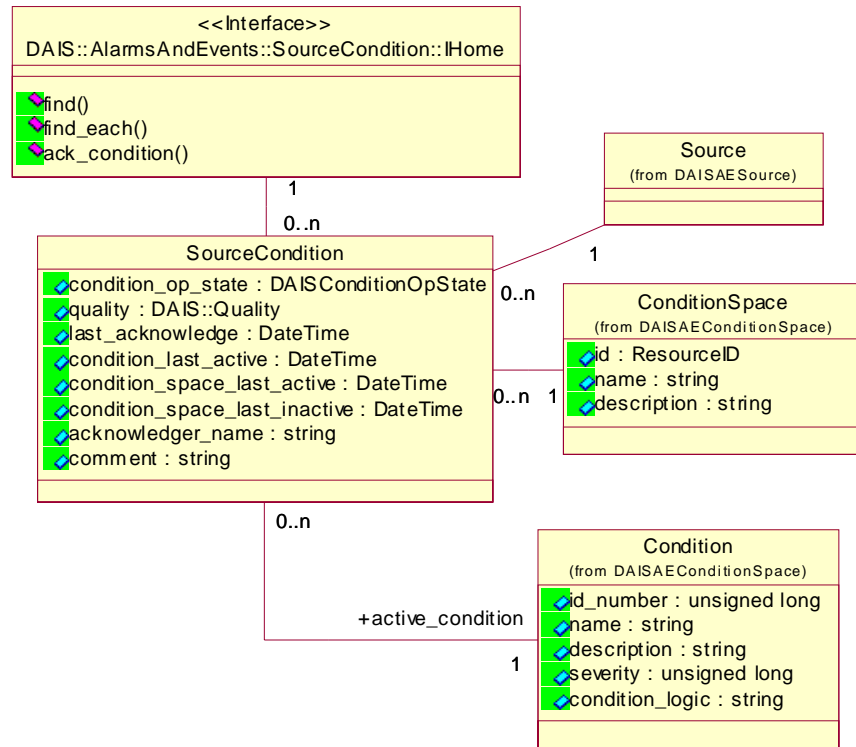 <<Interface>>
DAIS::AlarmsAndEvents::SourceCondition::IHome
find()
find_each()
ack_condition()
1
0..n
Source
(from DAISAESource)
1
0..n
SourceCondition
condition_op_state : DAISConditionOpState
quality : DAIS::Quality
last_acknowledge : DateTime
condition_last_active : DateTime
condition_space_last_active : DateTime
condition_space_last_inactive : DateTime
acknowledger_name : string
comment : string
ConditionSpace
(from DAISAEConditionSpace)
id : ResourceID
name : string
description : string
0..n
1
0..n
+active_condition
1
Condition
(from DAISAEConditionSpace)
id_number : unsigned long
name : string
description : string
severity : unsigned long
condition_logic : string